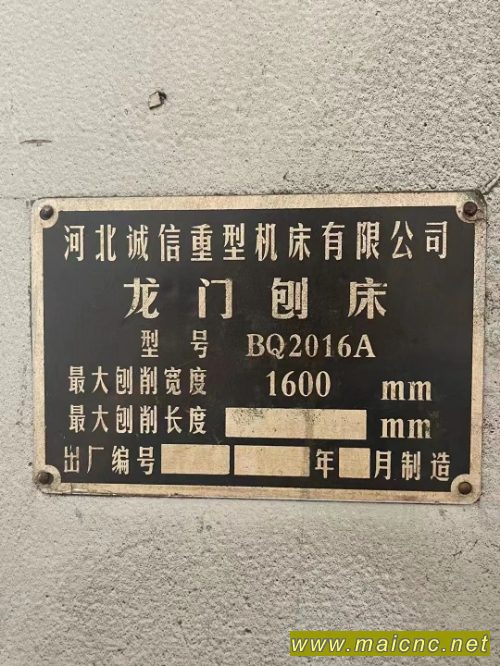 河北诚信重型机床有限公司
龙门刨床
型号 BQ2016A
最大刨削宽度 1600 mm
最大刨削长度 mm
出厂编号 年 月制造
www.maicnc.net